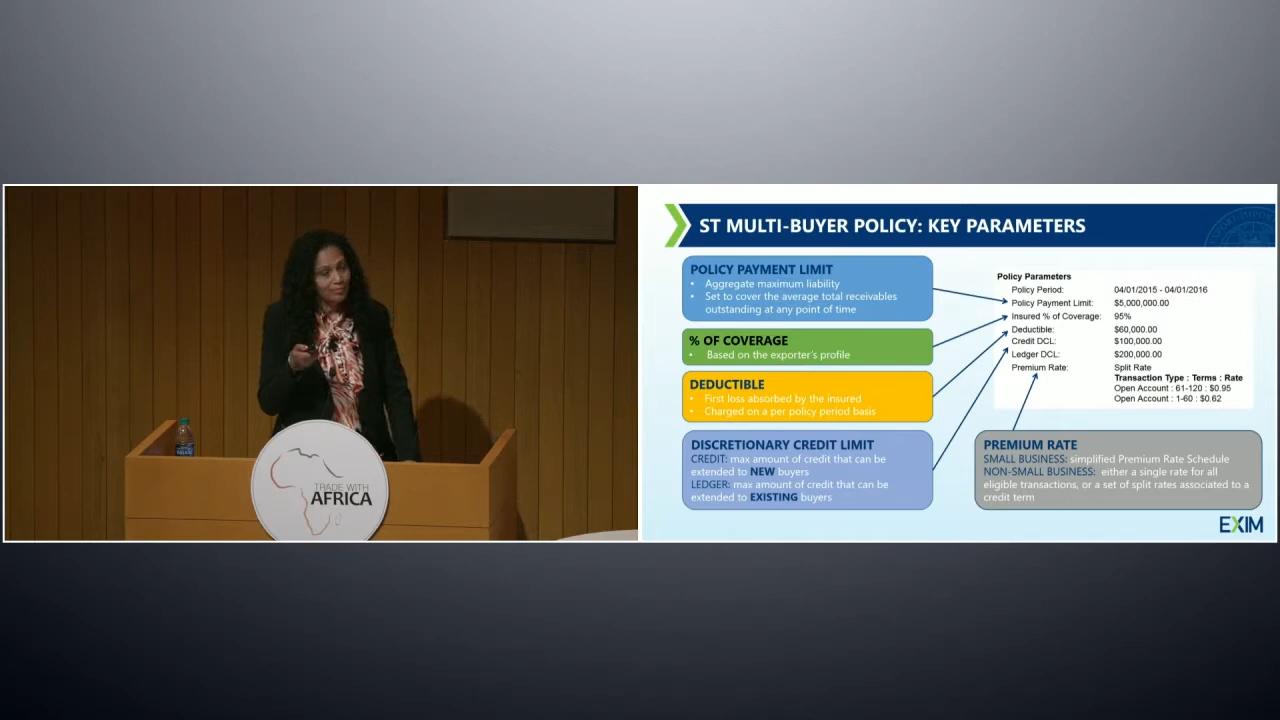 TRADE WITH
AFRICA
ST MULTI-BUYER POLICY: KEY PARAMETERS
POLICY PAYMENT LIMIT
• Aggregate maximum liability
• Set to cover the average total receivables
outstanding at any point of time
% OF COVERAGE
• Based on the exporter's profile
DEDUCTIBLE
• First loss absorbed by the insured
• Charged on a per policy period basis
DISCRETIONARY CREDIT LIMIT
CREDIT: max amount of credit that can be
extended to NEW buyers
LEDGER: max amount of credit that can be
extended to EXISTING buyers
Policy Parameters
Policy Period: 04/01/2015 - 04/01/2016
Policy Payment Limit: $5,000,000.00
Insured % of Coverage: 95%
Deductible: $60,000.00
Credit DCL: $100,000.00
Ledger DCL: $200,000.00
Premium Rate: Split Rate
Transaction Type : Terms : Rate
Open Account : 61-120 : $0.95
Open Account : 1-60 : $0.62
PREMIUM RATE
SMALL BUSINESS: simplified Premium Rate Schedule
NON-SMALL BUSINESS: either a single rate for all
eligible transactions, or a set of split rates associated to a
credit term
EXIM